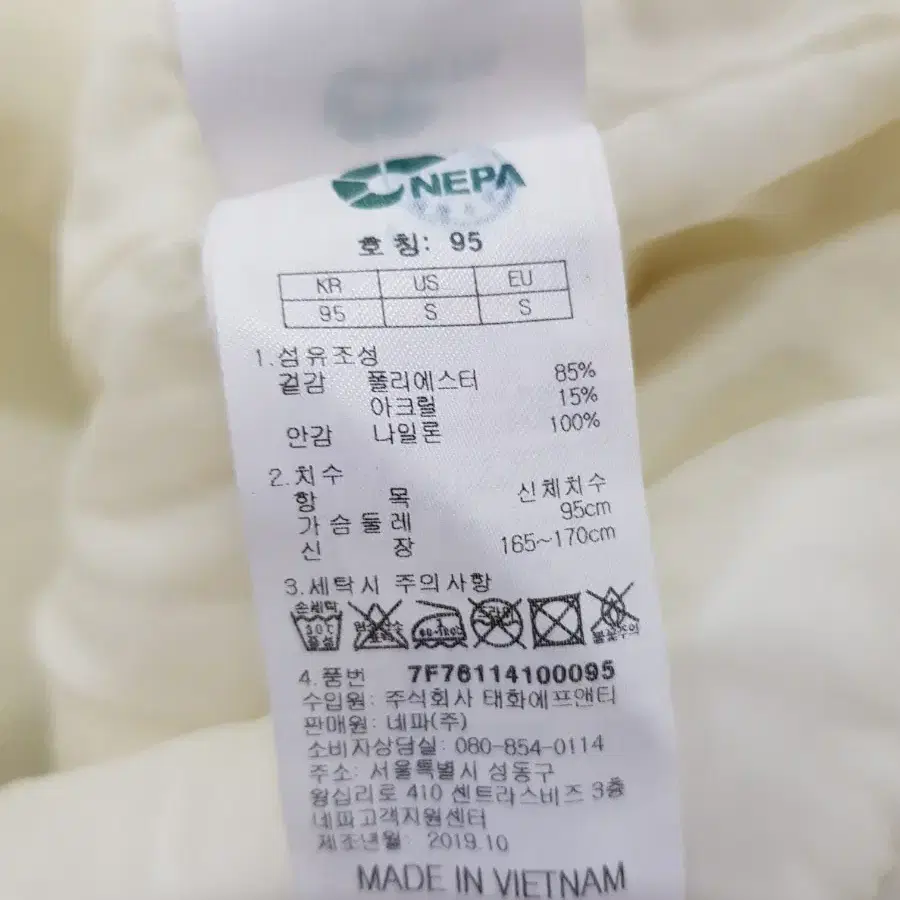 NEPA
호칭: 95
KR US EU
95 S S
1.섬유조성
겉감 폴리에스터 85%
아크릴 15%
안감 나일론 100%
2.치수
항 목 신체치수
가슴둘레 95cm
신 장 165~170cm
3.세탁시 주의사항
손세탁 드라이
30℃ 중성
4.품번 7F76114100095
수입원: 주식회사 태화에프앤티
판매원: 네파(주)
소비자상담실: 080-854-0114
주소: 서울특별시 성동구
왕십리로 410 센트라스비즈 3층
네파고객지원센터
제조년월: 2019.10
MADE IN VIETNAM